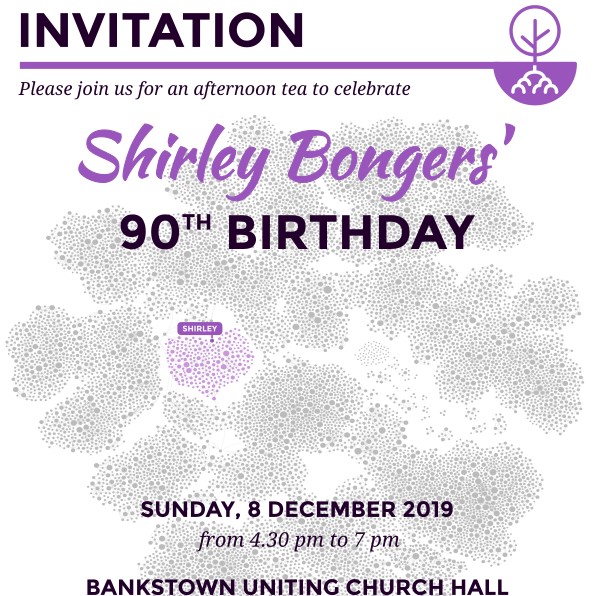 INVITATION
Please join us for an afternoon tea to celebrate
Shirley Bongers'
90TH BIRTHDAY
SHIRLEY
SUNDAY, 8 DECEMBER 2019
from 4.30 pm to 7 pm
BANKSTOWN UNITING CHURCH HALL